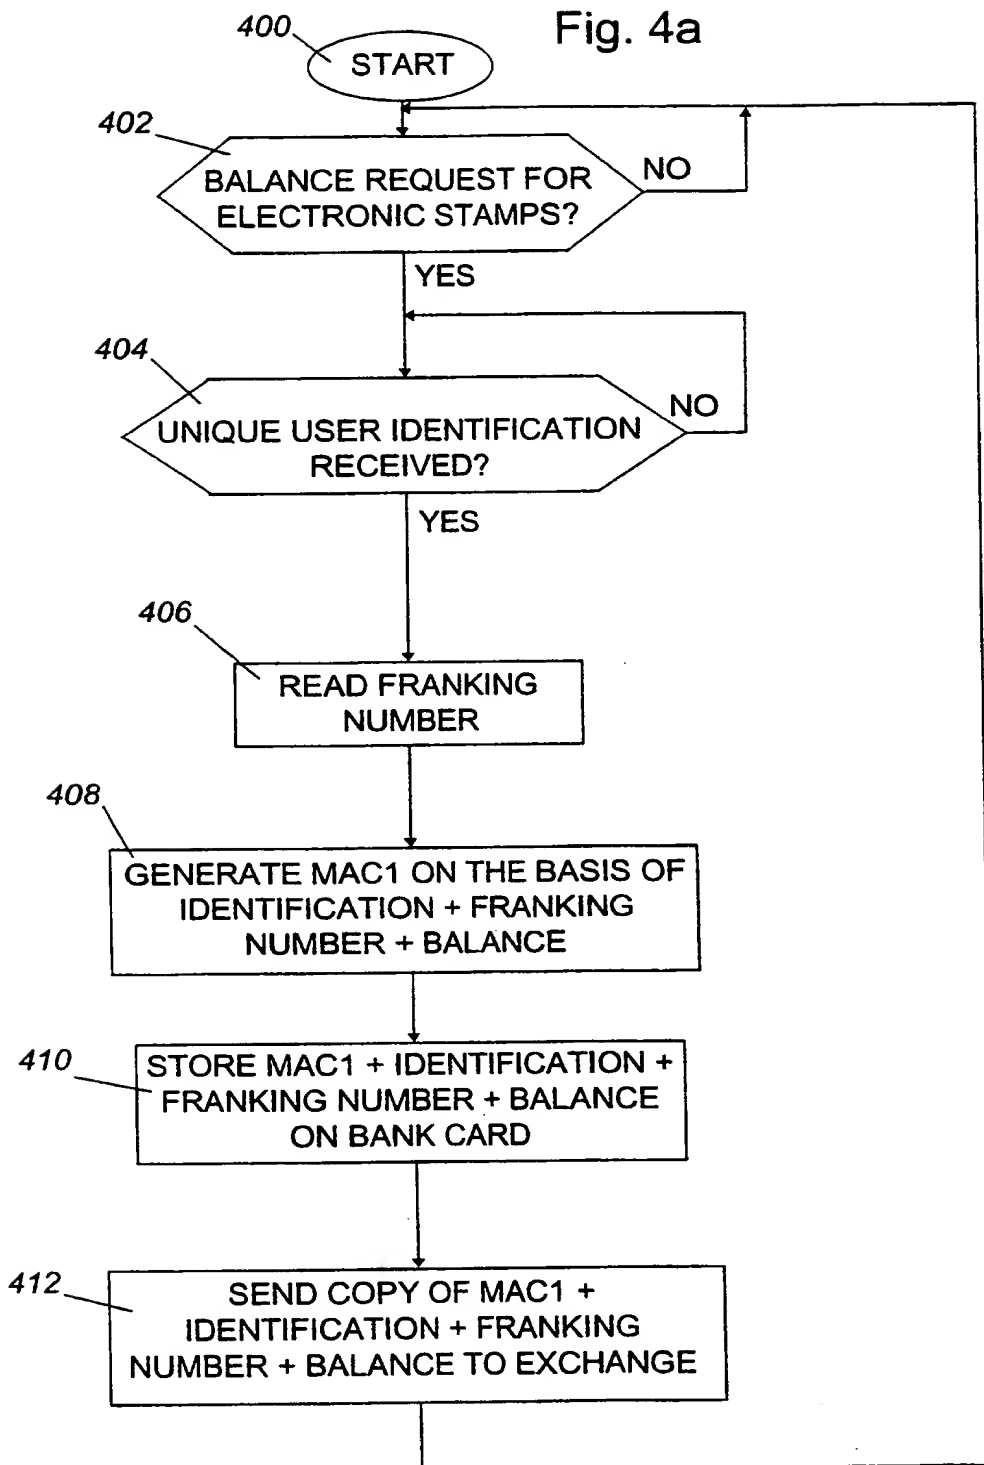 Fig. 4a
400
START
402
BALANCE REQUEST FOR
ELECTRONIC STAMPS?
NO
YES
404
UNIQUE USER IDENTIFICATION
RECEIVED?
NO
YES
406
READ FRANKING
NUMBER
408
GENERATE MAC1 ON THE BASIS OF
IDENTIFICATION + FRANKING
NUMBER + BALANCE
410
STORE MAC1 + IDENTIFICATION +
FRANKING NUMBER + BALANCE
ON BANK CARD
412
SEND COPY OF MAC1 +
IDENTIFICATION + FRANKING
NUMBER + BALANCE TO EXCHANGE